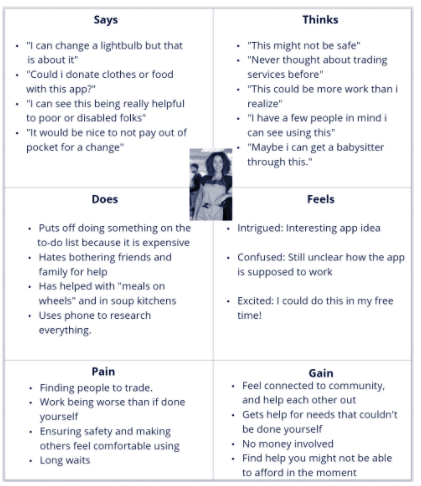 Says
• "I can change a lightbulb but that
is about it"
• "Could i donate clothes or food
with this app?"
• "I can see this being really helpful
to poor or disabled folks"
• "It would be nice to not pay out of
pocket for a change"
Thinks
• "This might not be safe"
• "Never thought about trading
services before"
• "This could be more work than i
realize"
• "I have a few people in mind i
can see using this"
• "Maybe i can get a babysitter
through this."
Does
• Puts off doing something on the
to-do list because it is expensive
• Hates bothering friends and
family for help
• Has helped with "meals on
wheels" and in soup kitchens
• Uses phone to research
everything.
Feels
• Intrigued: Interesting app idea
• Confused: Still unclear how the app
is supposed to work
• Excited: I could do this in my free
time!
Pain
• Finding people to trade.
• Work being worse than if done
yourself
• Ensuring safety and making
others feel comfortable using
• Long waits
Gain
• Feel connected to community,
and help each other out
• Gets help for needs that couldn't
be done yourself
• No money involved
• Find help you might not be able
to afford in the moment